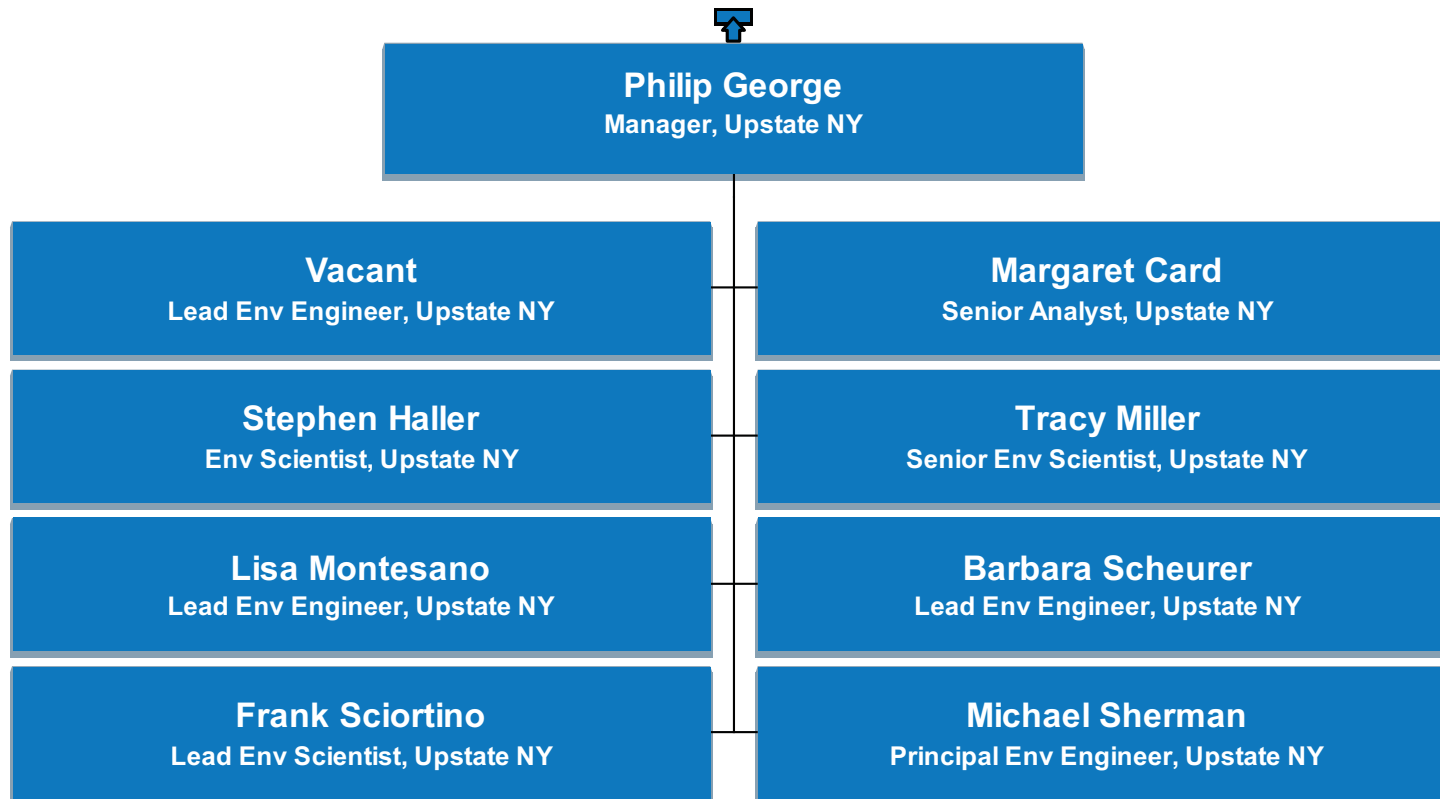 Philip George
Manager, Upstate NY
Vacant
Lead Env Engineer, Upstate NY
Margaret Card
Senior Analyst, Upstate NY
Stephen Haller
Env Scientist, Upstate NY
Tracy Miller
Senior Env Scientist, Upstate NY
Lisa Montesano
Lead Env Engineer, Upstate NY
Barbara Scheurer
Lead Env Engineer, Upstate NY
Frank Sciortino
Lead Env Scientist, Upstate NY
Michael Sherman
Principal Env Engineer, Upstate NY